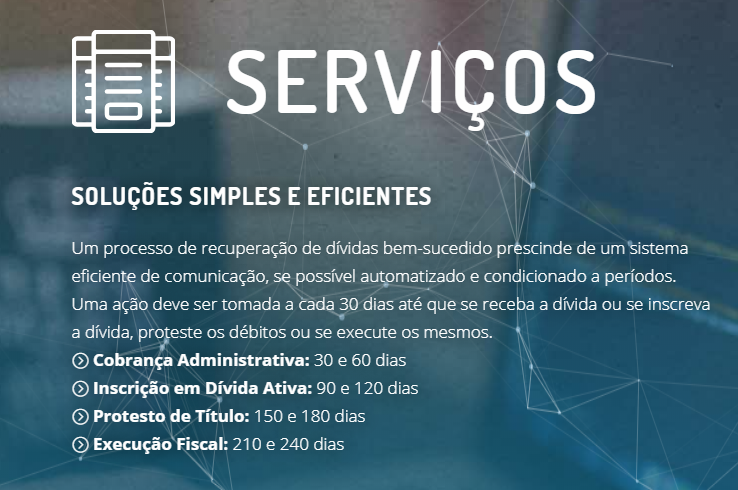 SERVIÇOS
SOLUÇÕES SIMPLES E EFICIENTES
Um processo de recuperação de dívidas bem-sucedido prescinde de um sistema
eficiente de comunicação, se possível automatizado e condicionado a períodos.
Uma ação deve ser tomada a cada 30 dias até que se receba a dívida ou se inscreva
a dívida, proteste os débitos ou se execute os mesmos.
Cobrança Administrativa: 30 e 60 dias
Inscrição em Dívida Ativa: 90 e 120 dias
Protesto de Título: 150 e 180 dias
Execução Fiscal: 210 e 240 dias